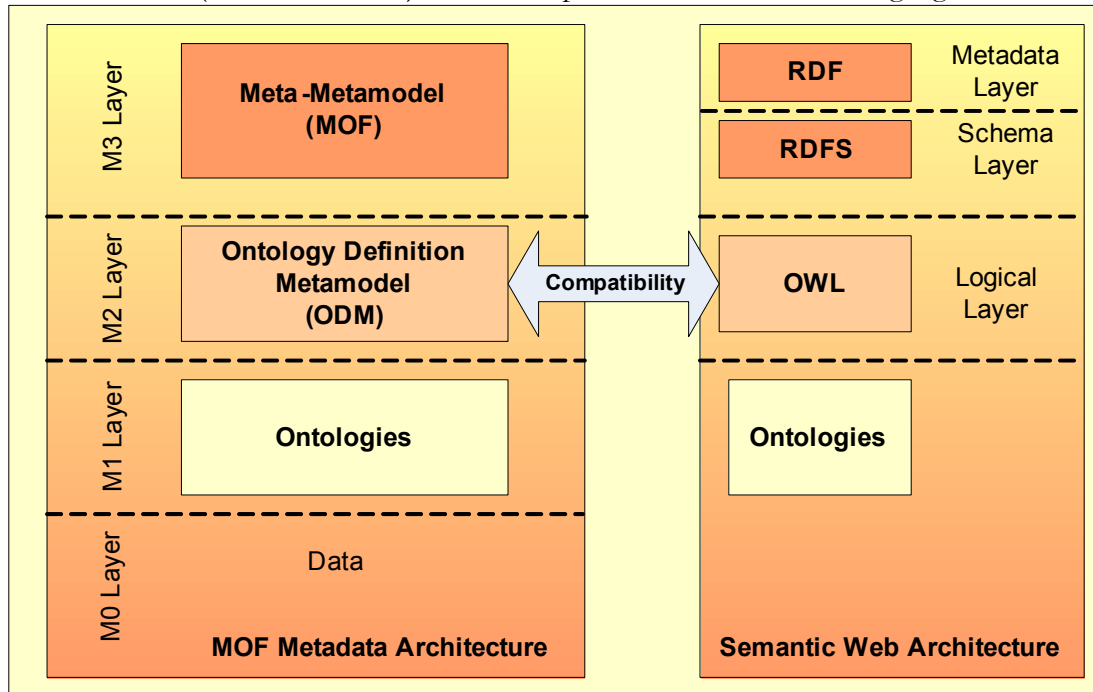 M3 Layer
Meta-Metamodel
(MOF)
M2 Layer
Ontology Definition
Metamodel
(ODM)
M1 Layer
Ontologies
M0 Layer
Data
MOF Metadata Architecture
Compatibility
RDF
Metadata
Layer
RDFS
Schema
Layer
OWL
Logical
Layer
Ontologies
Semantic Web Architecture